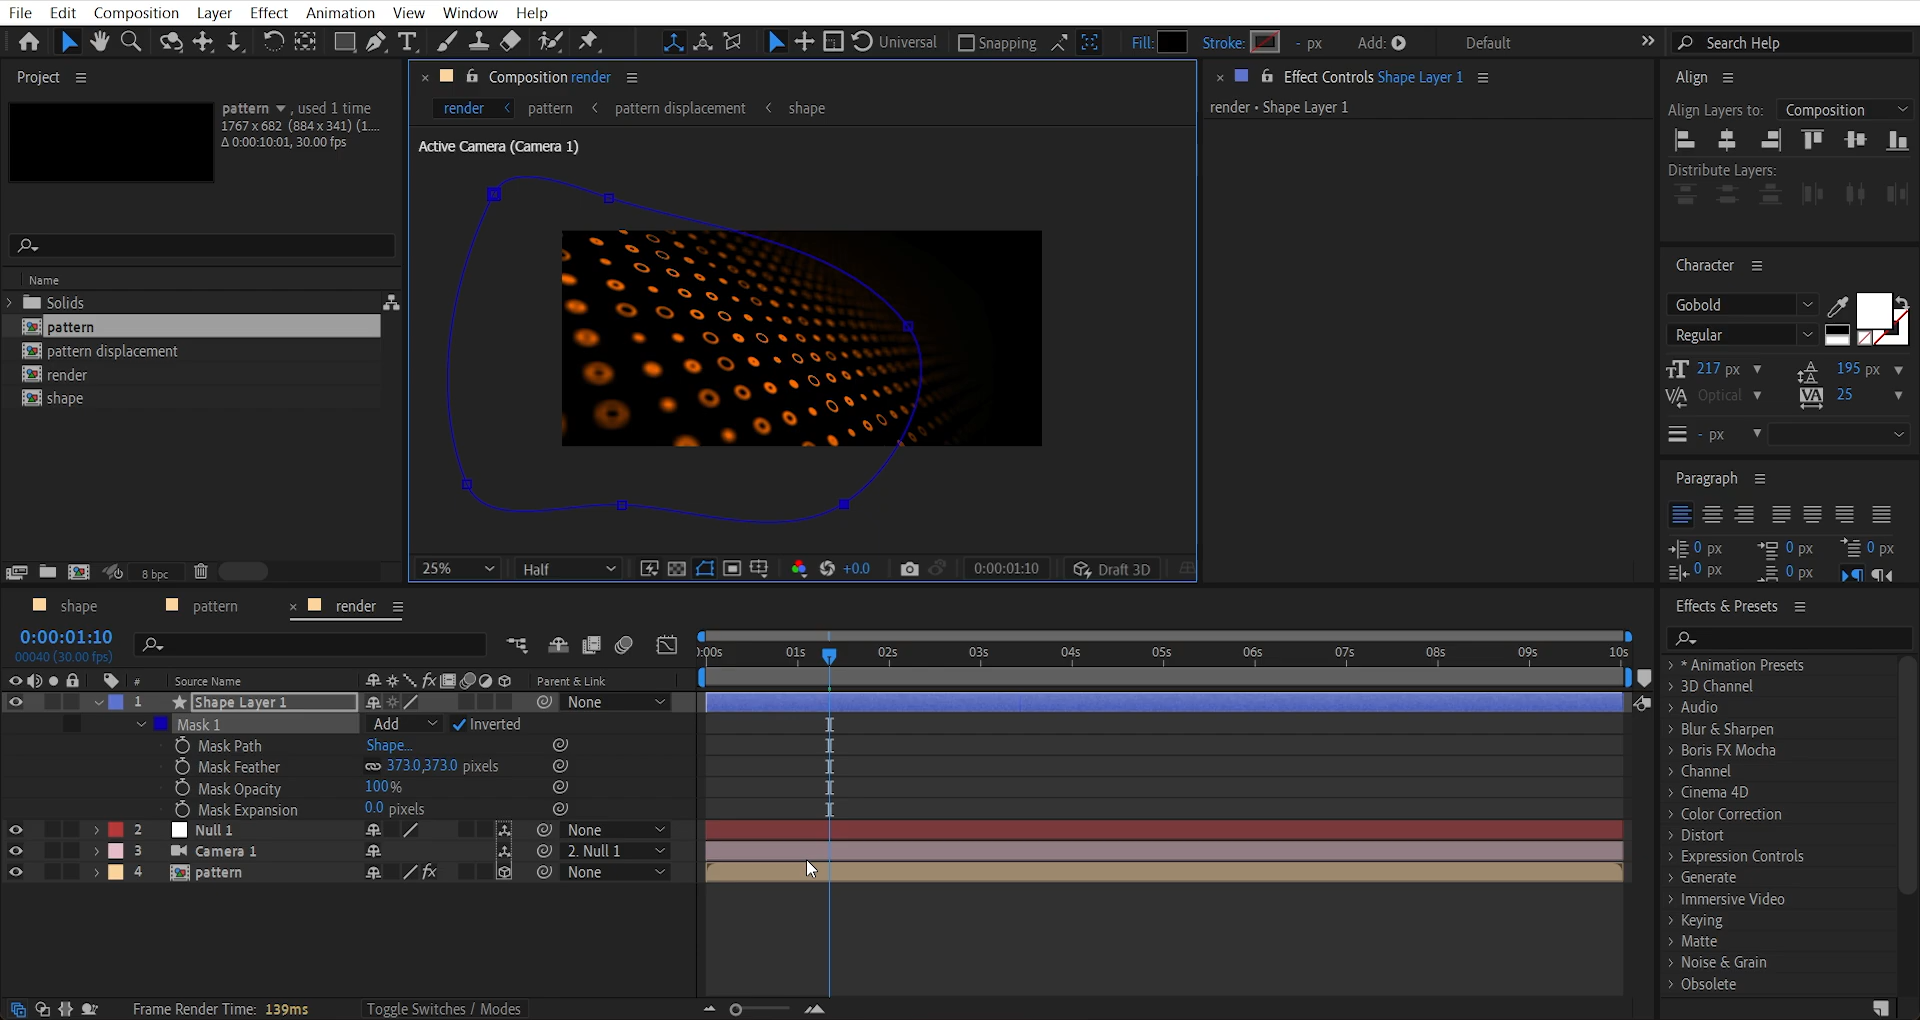 File Edit Composition Layer Effect Animation View Window Help
Universal Snapping Fill: Stroke: - px Add: Default » Search Help
Project
pattern , used 1 time
1767 x 682 (884 x 341) (1....
Δ 0:00:10:01, 30.00 fps
Name
Solids
pattern
pattern displacement
render
shape
8 bpc
× Composition render
render < pattern < pattern displacement < shape
Active Camera (Camera 1)
25% Half +0.0 0:00:01:10 Draft 3D
× Effect Controls Shape Layer 1
render • Shape Layer 1
Align
Align Layers to: Composition
Distribute Layers:
Character
Gobold
Regular
217 px 195 px
Optical 25
- px
Paragraph
0 px 0 px 0 px
0 px 0 px
shape pattern × render
0:00:01:10
00040 (30.00 fps)
):00s 01s 02s 03s 04s 05s 06s 07s 08s 09s 10s
# Source Name Parent & Link
1 Shape Layer 1 None
Mask 1 Add Inverted
Mask Path Shape...
Mask Feather 373.0,373.0 pixels
Mask Opacity 100%
Mask Expansion 0.0 pixels
2 Null 1 None
3 Camera 1 2. Null 1
4 pattern None
Frame Render Time: 139ms Toggle Switches / Modes
Effects & Presets
* Animation Presets
3D Channel
Audio
Blur & Sharpen
Boris FX Mocha
Channel
Cinema 4D
Color Correction
Distort
Expression Controls
Generate
Immersive Video
Keying
Matte
Noise & Grain
Obsolete